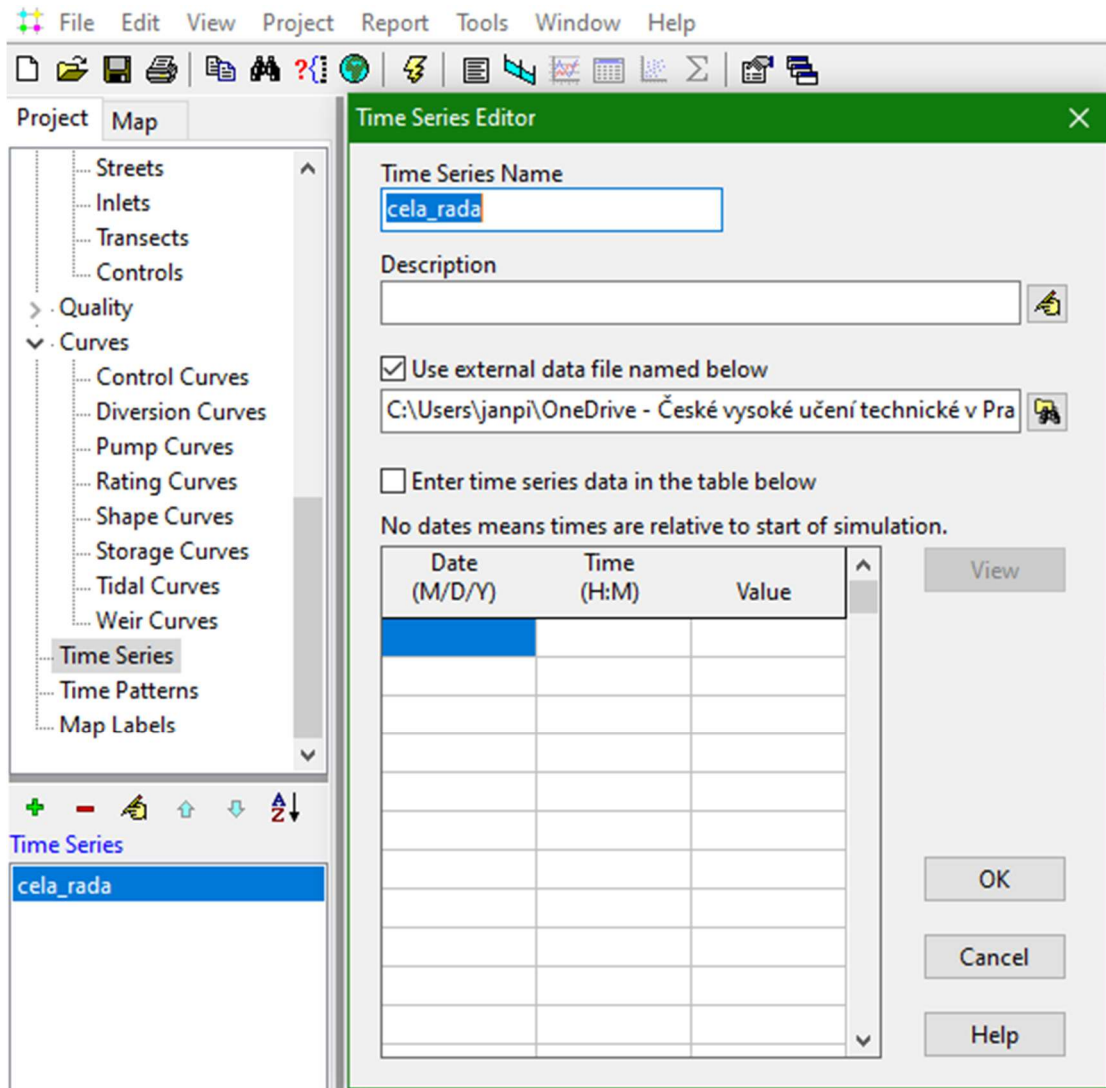 File Edit View Project Report Tools Window Help
Project Map
Streets
Inlets
Transects
Controls
Quality
Curves
Control Curves
Diversion Curves
Pump Curves
Rating Curves
Shape Curves
Storage Curves
Tidal Curves
Weir Curves
Time Series
Time Patterns
Map Labels
Time Series
cela_rada
Time Series Editor
Time Series Name
cela_rada
Description
Use external data file named below
C:\Users\janpi\OneDrive - České vysoké učení technické v Pra
Enter time series data in the table below
No dates means times are relative to start of simulation.
Date Time
(M/D/Y) (H:M) Value
View
OK
Cancel
Help